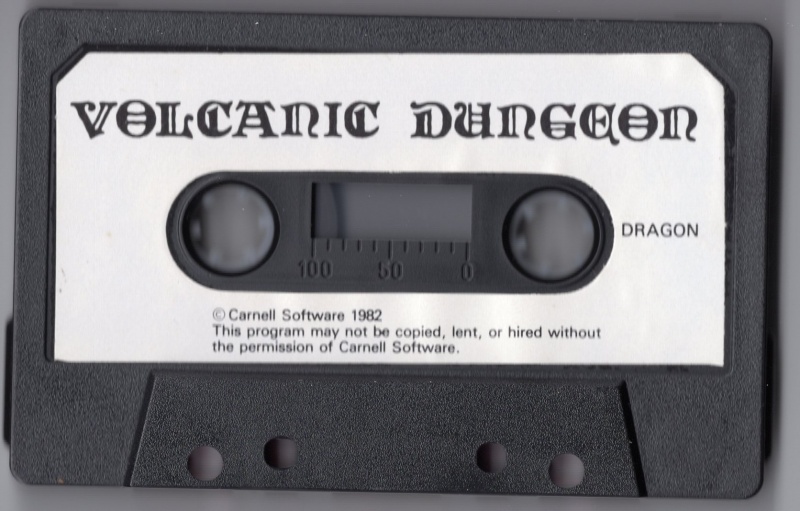 VOLCANIC DUNGEON
DRAGON
100 50 0
© Carnell Software 1982
This program may not be copied, lent, or hired without
the permission of Carnell Software.